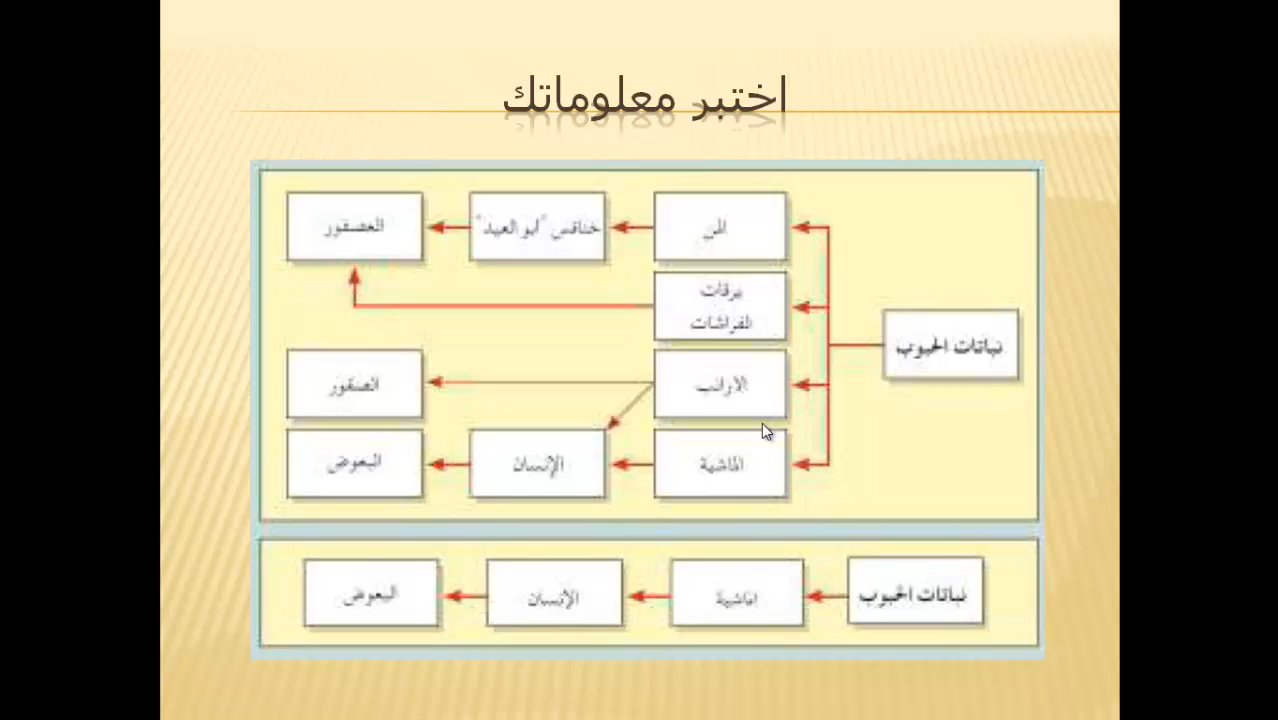 اختبر معلوماتك
المن
خنافس "أبو العيد"
العصفور
يرقات
الفراشات
نباتات الحبوب
الأرانب
الصقور
الماشية
الإنسان
البعوض
نباتات الحبوب
الماشية
الإنسان
البعوض